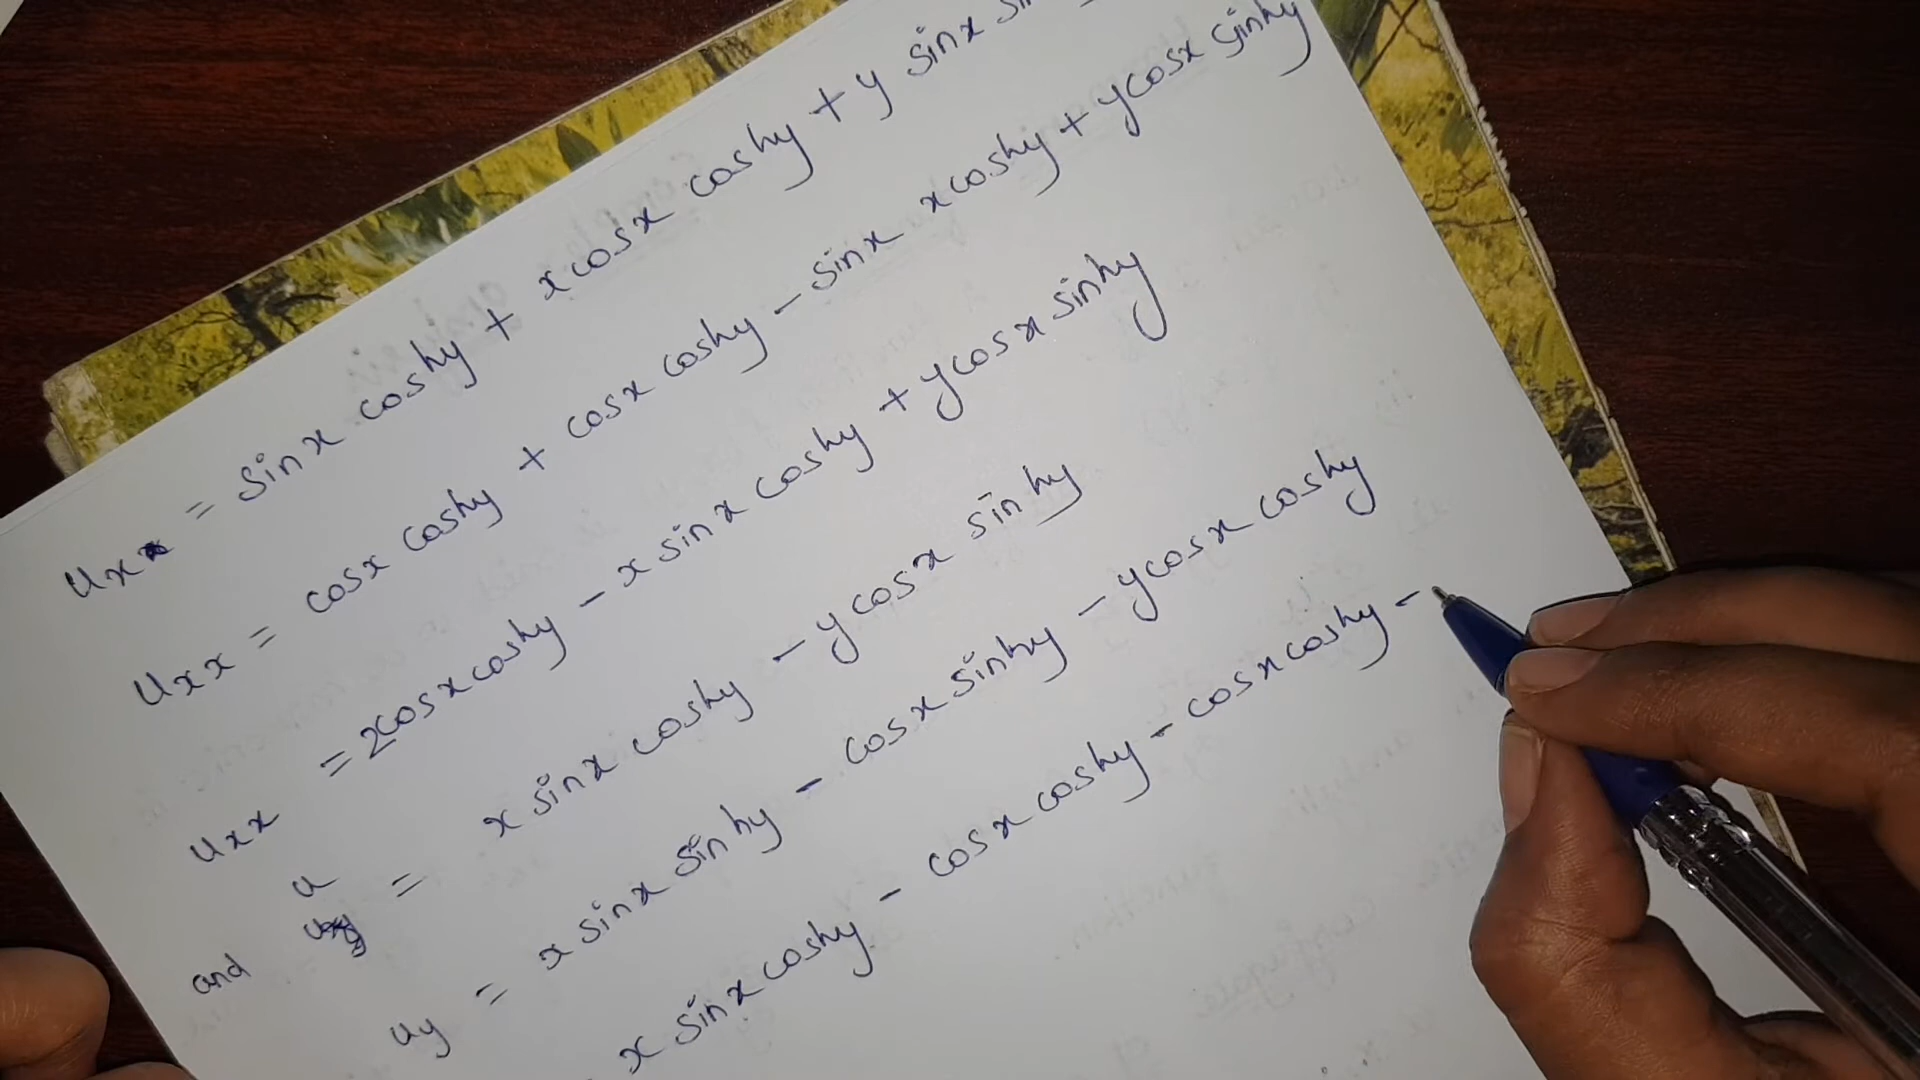 ux = sinx coshy + xcosx coshy + y sinx
uxx = cosx coshy + cosx coshy - sinx xcoshy + ycosx sinhy
uxx = 2cosx coshy - x sinx coshy + ycosx sinhy
and u = x sinx coshy - ycosx sinhy
uy = x sinx sinhy - cosx sinhy - ycosx coshy
x sinx coshy - cosx coshy - cosx coshy -